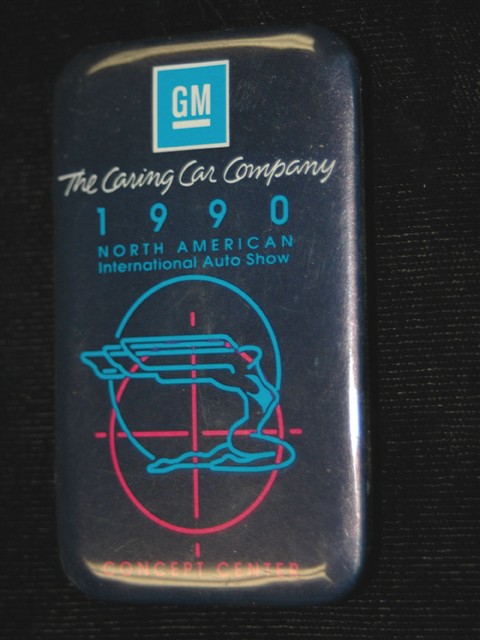 GM
The Caring Car Company
1990
NORTH AMERICAN
International Auto Show
CONCEPT CENTER